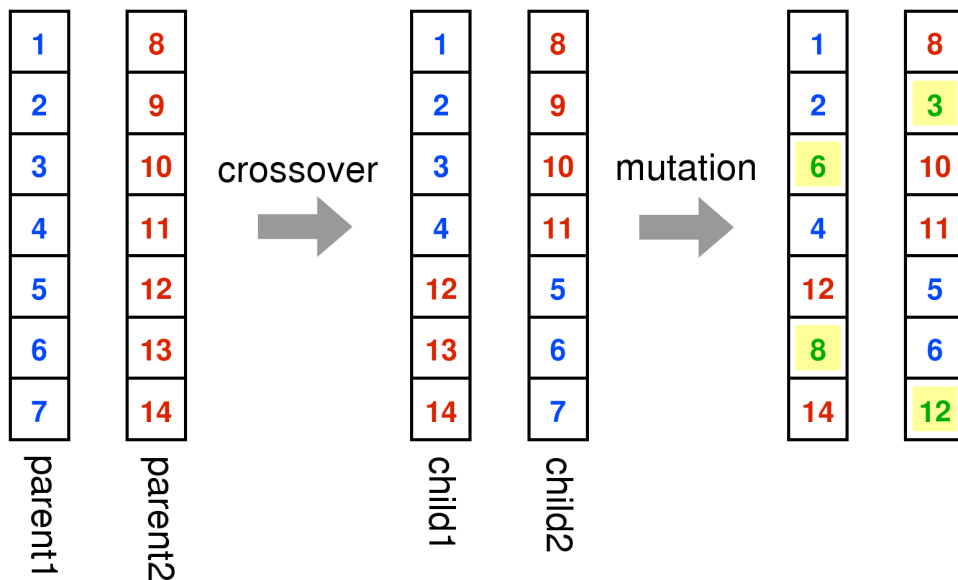 1 8 1 8 1 8
2 9 2 9 2 3
3 10 3 10 6 10
crossover mutation
4 11 4 11 4 11
5 12 12 5 12 5
6 13 13 6 8 6
7 14 14 7 14 12
parent1 parent2 child1 child2